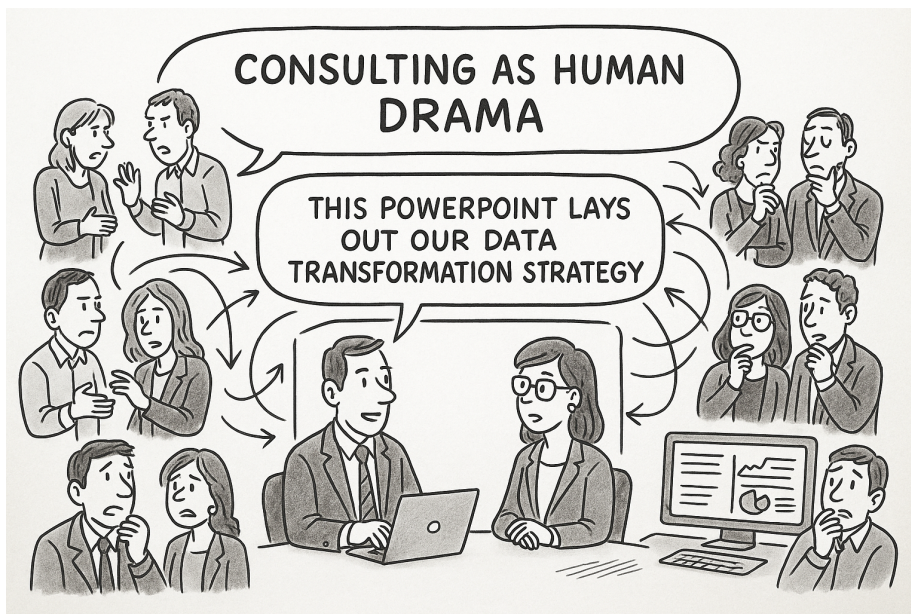 CONSULTING AS HUMAN
DRAMA
THIS POWERPOINT LAYS
OUT OUR DATA
TRANSFORMATION STRATEGY